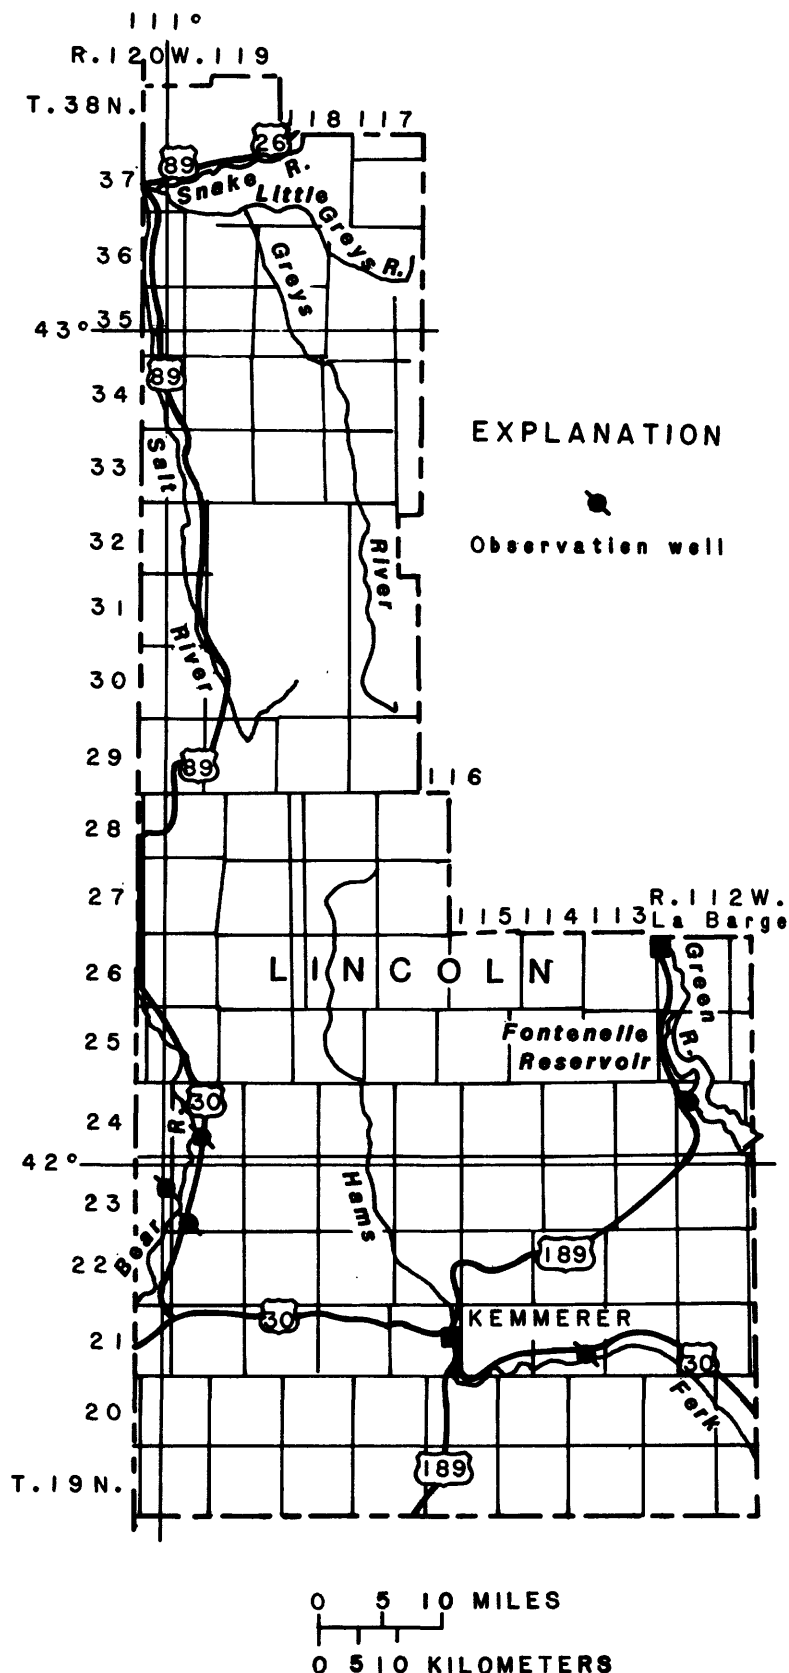 111°
R.120W.119
T.38N.
118 117
26
89
37
Snake R.
Little Greys R.
36
Greys
35
43°
89
34
EXPLANATION
33
Salt
Observation well
32
River
31
River
30
29
89
116
28
27
R.112W.
115 114 113
La Barge
26
LINCOLN
Green R.
25
Fontenelle
Reservoir
30
24
R.
42°
23
Hams
Bear
22
189
30
KEMMERER
21
30
20
Fork
T.19N.
189
0 5 10 MILES
0 5 10 KILOMETERS